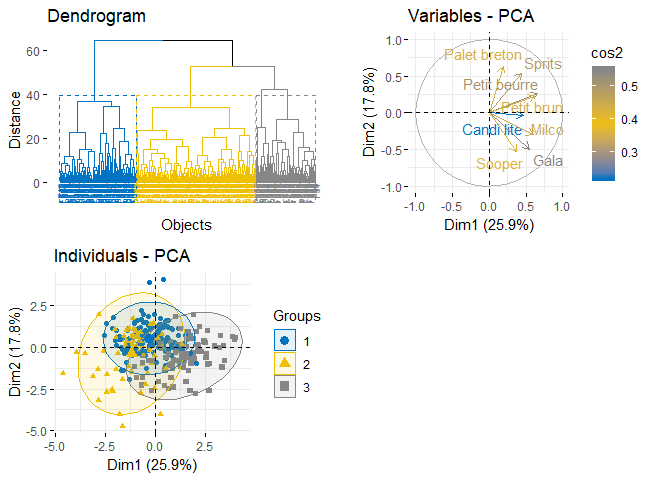 Dendrogram
60
40
20
0
Distance
Objects
Variables - PCA
1.0
0.5
0.0
-0.5
-1.0
Dim2 (17.8%)
Palet breton
Sprits
Petit beurre
Petit brun
Candi lite
Milco
Sooper
Gala
-1.0 -0.5 0.0 0.5 1.0
Dim1 (25.9%)
cos2
0.5
0.4
0.3
Individuals - PCA
2.5
0.0
-2.5
-5.0
Dim2 (17.8%)
-5.0 -2.5 0.0 2.5
Dim1 (25.9%)
Groups
1
2
3